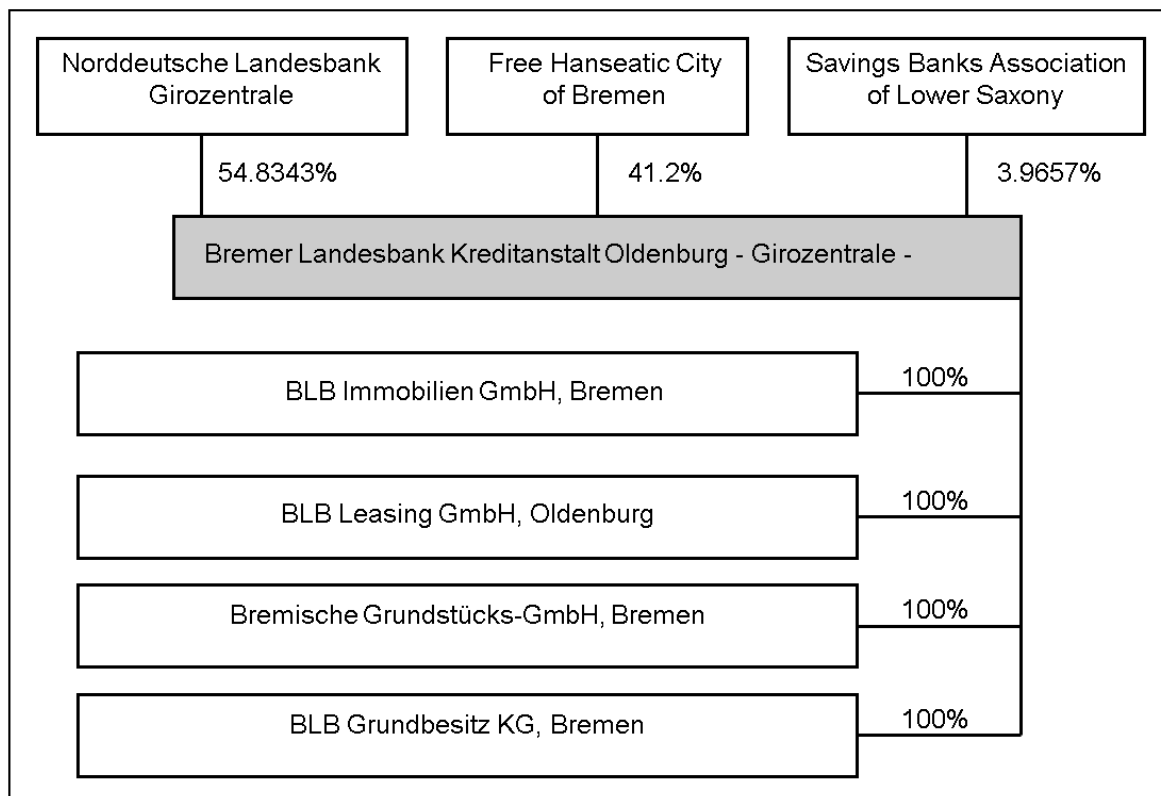 Norddeutsche Landesbank
Girozentrale
Free Hanseatic City
of Bremen
Savings Banks Association
of Lower Saxony
54.8343%
41.2%
3.9657%
Bremer Landesbank Kreditanstalt Oldenburg - Girozentrale -
BLB Immobilien GmbH, Bremen
100%
BLB Leasing GmbH, Oldenburg
100%
Bremische Grundstücks-GmbH, Bremen
100%
BLB Grundbesitz KG, Bremen
100%